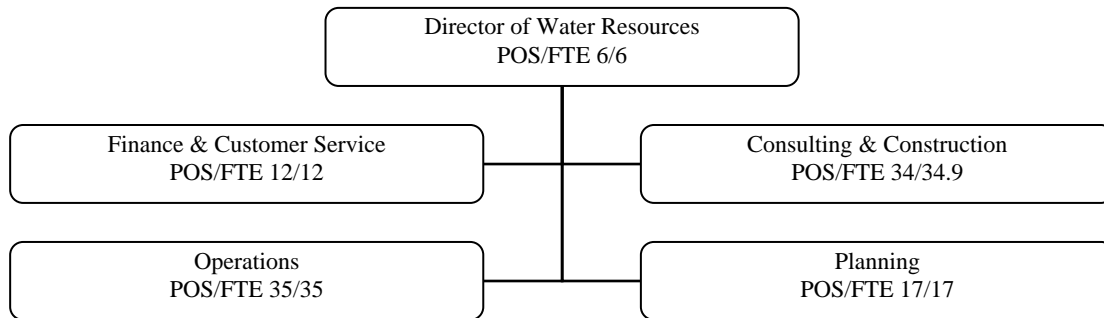 Director of Water Resources
POS/FTE 6/6
Finance & Customer Service
POS/FTE 12/12
Consulting & Construction
POS/FTE 34/34.9
Operations
POS/FTE 35/35
Planning
POS/FTE 17/17